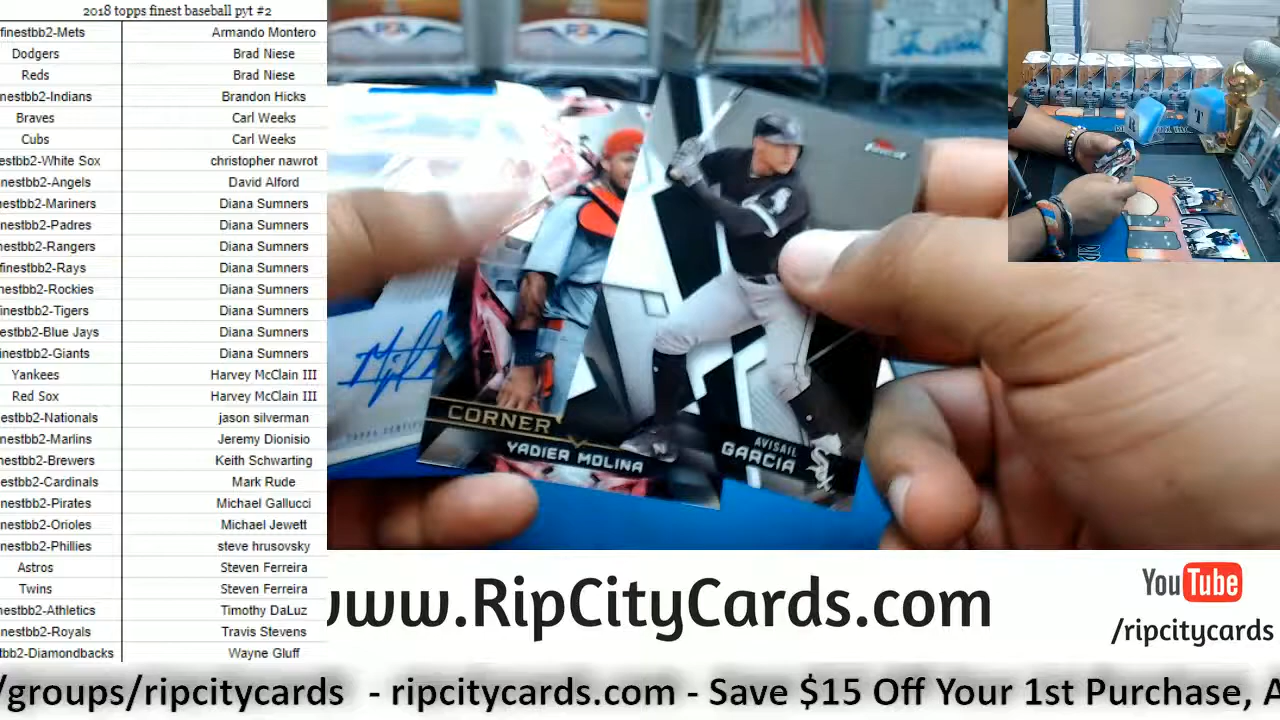 2018 topps finest baseball pyt #2
finestbb2-Mets Armando Montero
Dodgers Brad Niese
Reds Brad Niese
nestbb2-Indians Brandon Hicks
Braves Carl Weeks
Cubs Carl Weeks
estbb2-White Sox christopher nawrot
nestbb2-Angels David Alford
nestbb2-Mariners Diana Sumners
nestbb2-Padres Diana Sumners
nestbb2-Rangers Diana Sumners
finestbb2-Rays Diana Sumners
nestbb2-Rockies Diana Sumners
finestbb2-Tigers Diana Sumners
estbb2-Blue Jays Diana Sumners
inestbb2-Giants Diana Sumners
Yankees Harvey McClain III
Red Sox Harvey McClain III
estbb2-Nationals jason silverman
nestbb2-Marlins Jeremy Dionisio
nestbb2-Brewers Keith Schwarting
nestbb2-Cardinals Mark Rude
nestbb2-Pirates Michael Gallucci
nestbb2-Orioles Michael Jewett
nestbb2-Phillies steve hrusovsky
Astros Steven Ferreira
Twins Steven Ferreira
nestbb2-Athletics Timothy DaLuz
nestbb2-Royals Travis Stevens
tbb2-Diamondbacks Wayne Gluff
CORNER
YADIER MOLINA
AVISAIL
GARCIA
SOX
www.RipCityCards.com
YouTube
/ripcitycards
/groups/ripcitycards - ripcitycards.com - Save $15 Off Your 1st Purchase, A